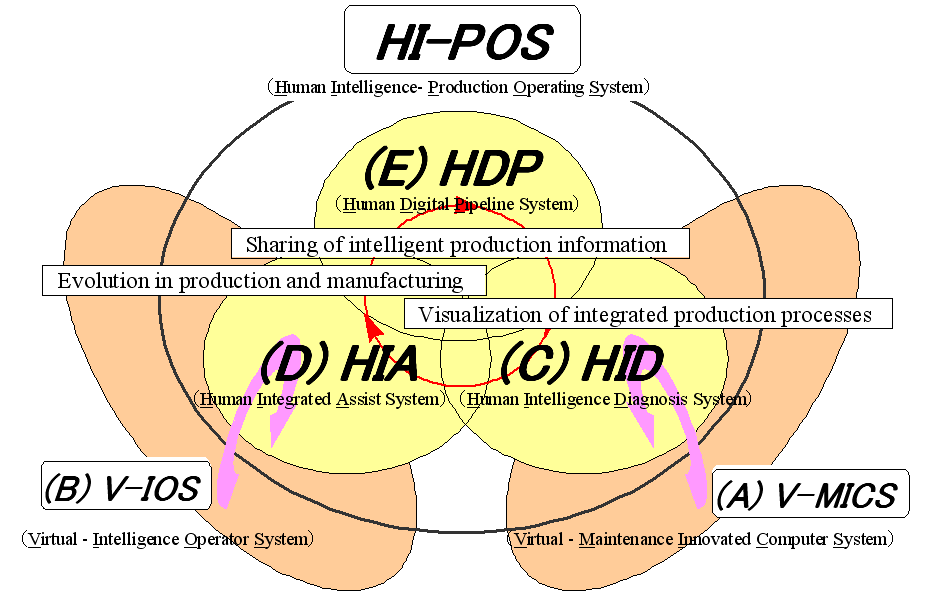 HI-POS
(Human Intelligence- Production Operating System)
(E) HDP
(Human Digital Pipeline System)
Sharing of intelligent production information
Evolution in production and manufacturing
Visualization of integrated production processes
(D) HIA
(Human Integrated Assist System)
(C) HID
(Human Intelligence Diagnosis System)
(B) V-IOS
(Virtual - Intelligence Operator System)
(A) V-MICS
(Virtual - Maintenance Innovated Computer System)